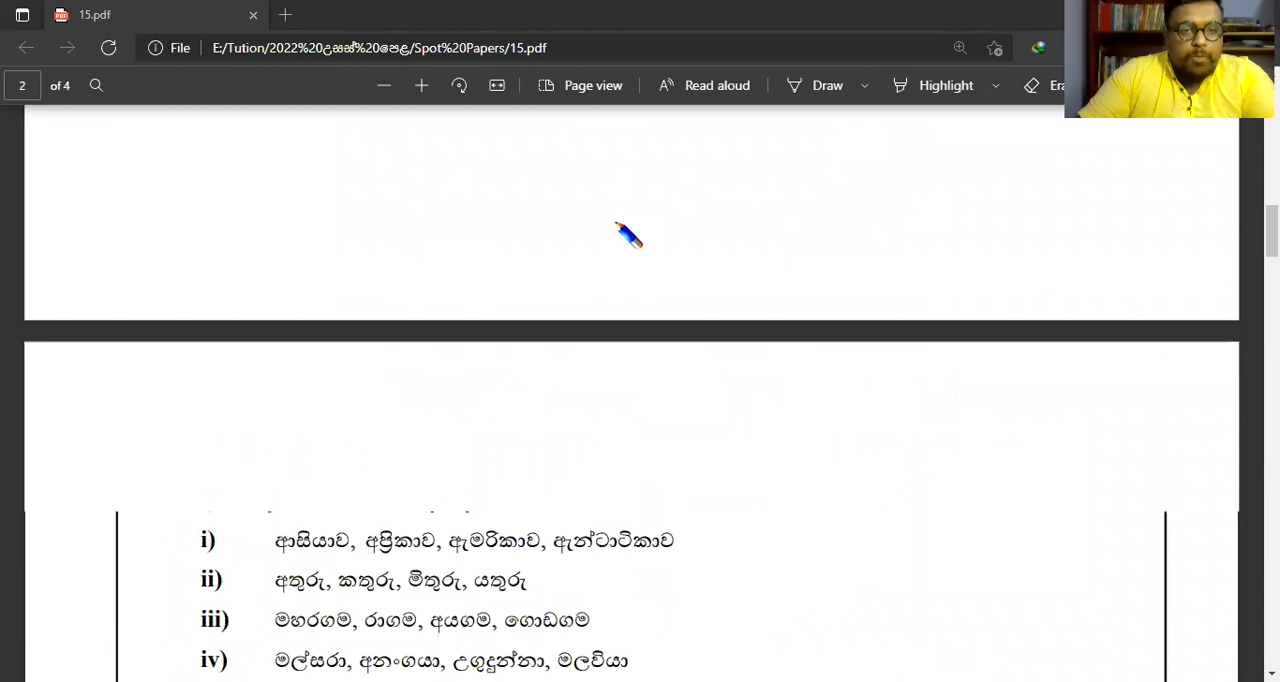 15.pdf
File E:/Tution/2022%20උසස්%20පෙළ/Spot%20Papers/15.pdf
2 of 4 Page view Read aloud Draw Highlight Era
i) ආසියාව, අප්‍රිකාව, ඇමරිකාව, ඇන්ටාටිකාව
ii) අතුරු, කතුරු, මිතුරු, යතුරු
iii) මහරගම, රාගම, අයගම, ගොඩගම
iv) මල්සරා, අනංගයා, උගුදුන්නා, මලවියා